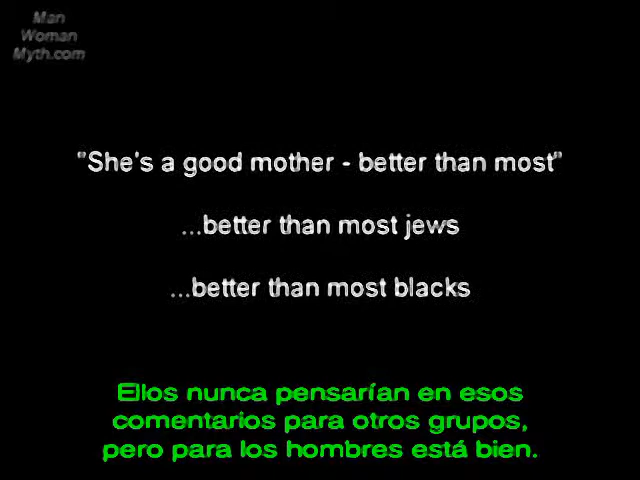 Man
Woman
Myth.com
"She's a good mother - better than most"
...better than most jews
...better than most blacks
Ellos nunca pensarían en esos
comentarios para otros grupos,
pero para los hombres está bien.